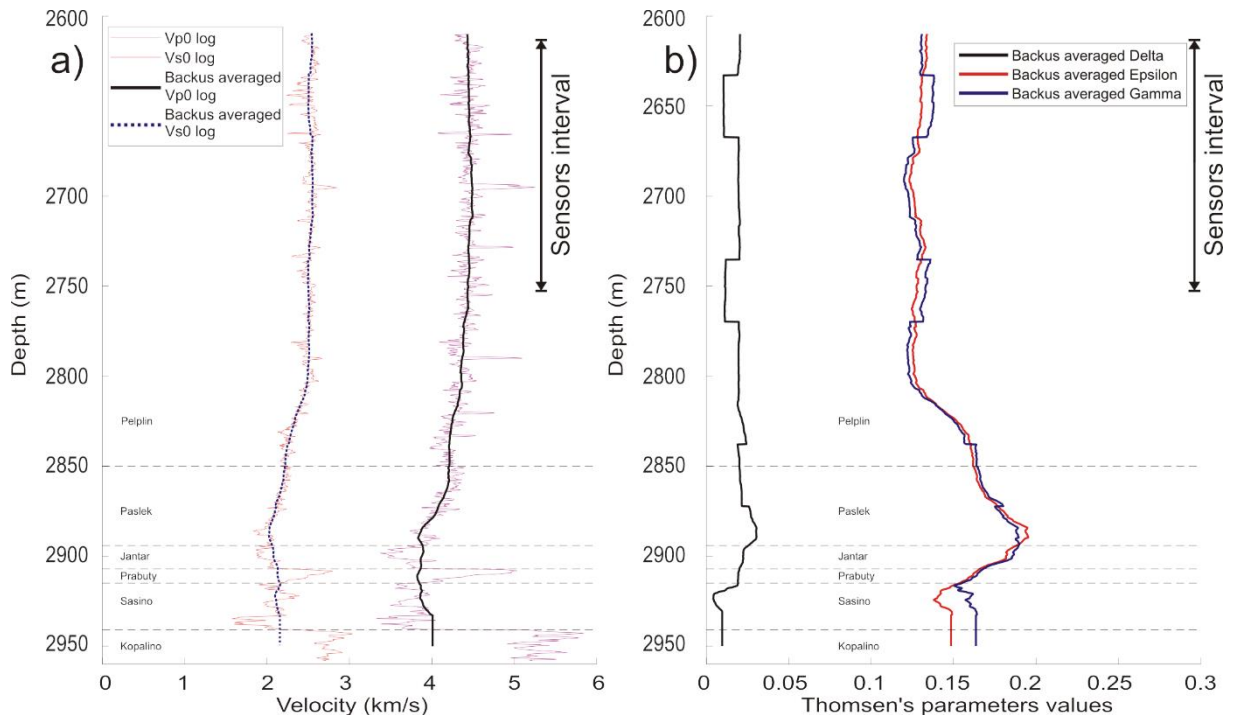 a)
Vp0 log
Vs0 log
Backus averaged
Vp0 log
Backus averaged
Vs0 log
Sensors interval
2600
2650
2700
2750
2800
2850
2900
2950
Depth (m)
Pelplin
Paslek
Jantar
Prabuty
Sasino
Kopalino
0
1
2
3
4
5
6
Velocity (km/s)
b)
Backus averaged Delta
Backus averaged Epsilon
Backus averaged Gamma
Sensors interval
2600
2650
2700
2750
2800
2850
2900
2950
Depth (m)
Pelplin
Paslek
Jantar
Prabuty
Sasino
Kopalino
0
0.05
0.1
0.15
0.2
0.25
0.3
Thomsen's parameters values